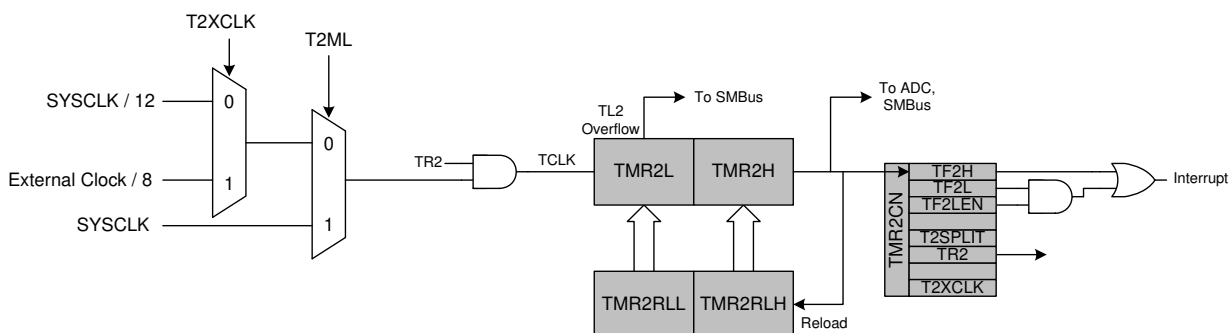 T2XCLK
T2ML
SYSCLK / 12
0
External Clock / 8
1
SYSCLK
0
1
TR2
TCLK
TL2
Overflow
To SMBus
To ADC,
SMBus
TMR2L
TMR2H
TMR2RLL
TMR2RLH
Reload
TMR2CN
TF2H
TF2L
TF2LEN
T2SPLIT
TR2
T2XCLK
Interrupt